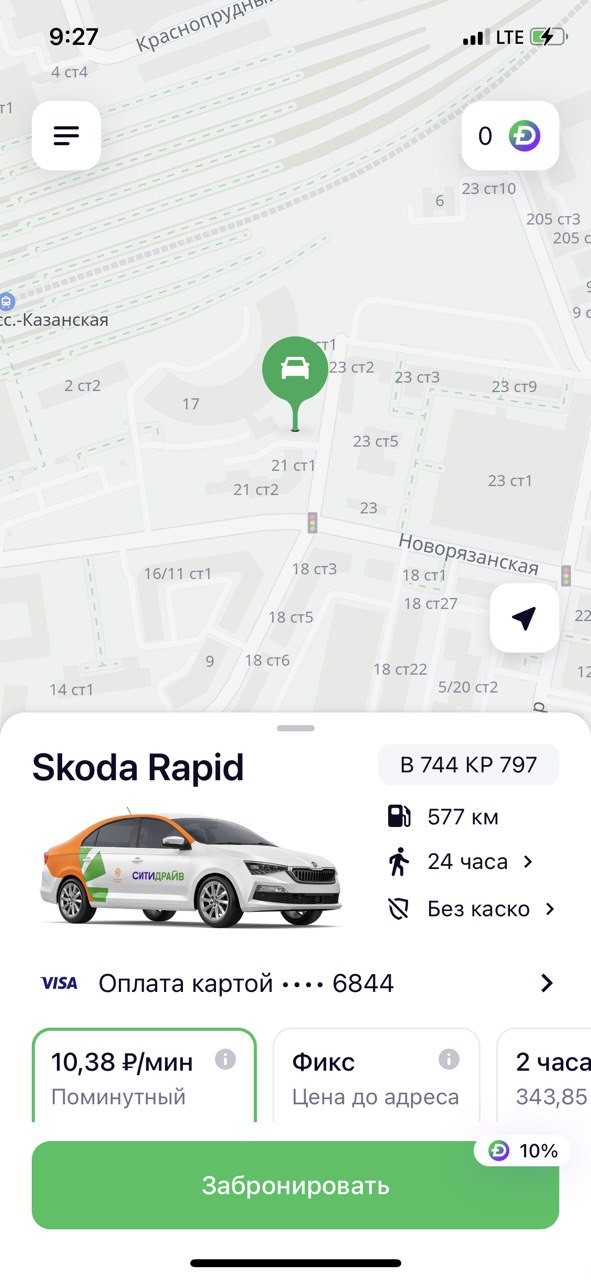 9:27
LTE
Краснопрудны
4 ст4
ст1
0
23 ст10
6
205 ст3
205 с
9 с
сс.-Казанская
ст1
23 ст2
23 ст3
23 ст9
2 ст2
17
23 ст5
21 ст1
21 ст2
23 ст1
23
Новорязанская
16/11 ст1
18 ст3
18 ст1
18 ст27
18 ст5
22
9
18 ст6
18 ст22
12
14 ст1
5/20 ст2
Skoda Rapid
В 744 КР 797
577 км
24 часа
Без каско
СИТИДРАЙВ
VISA
Оплата картой •••• 6844
10,38 ₽/мин
Поминутный
Фикс
Цена до адреса
2 часа
343,85
10%
Забронировать